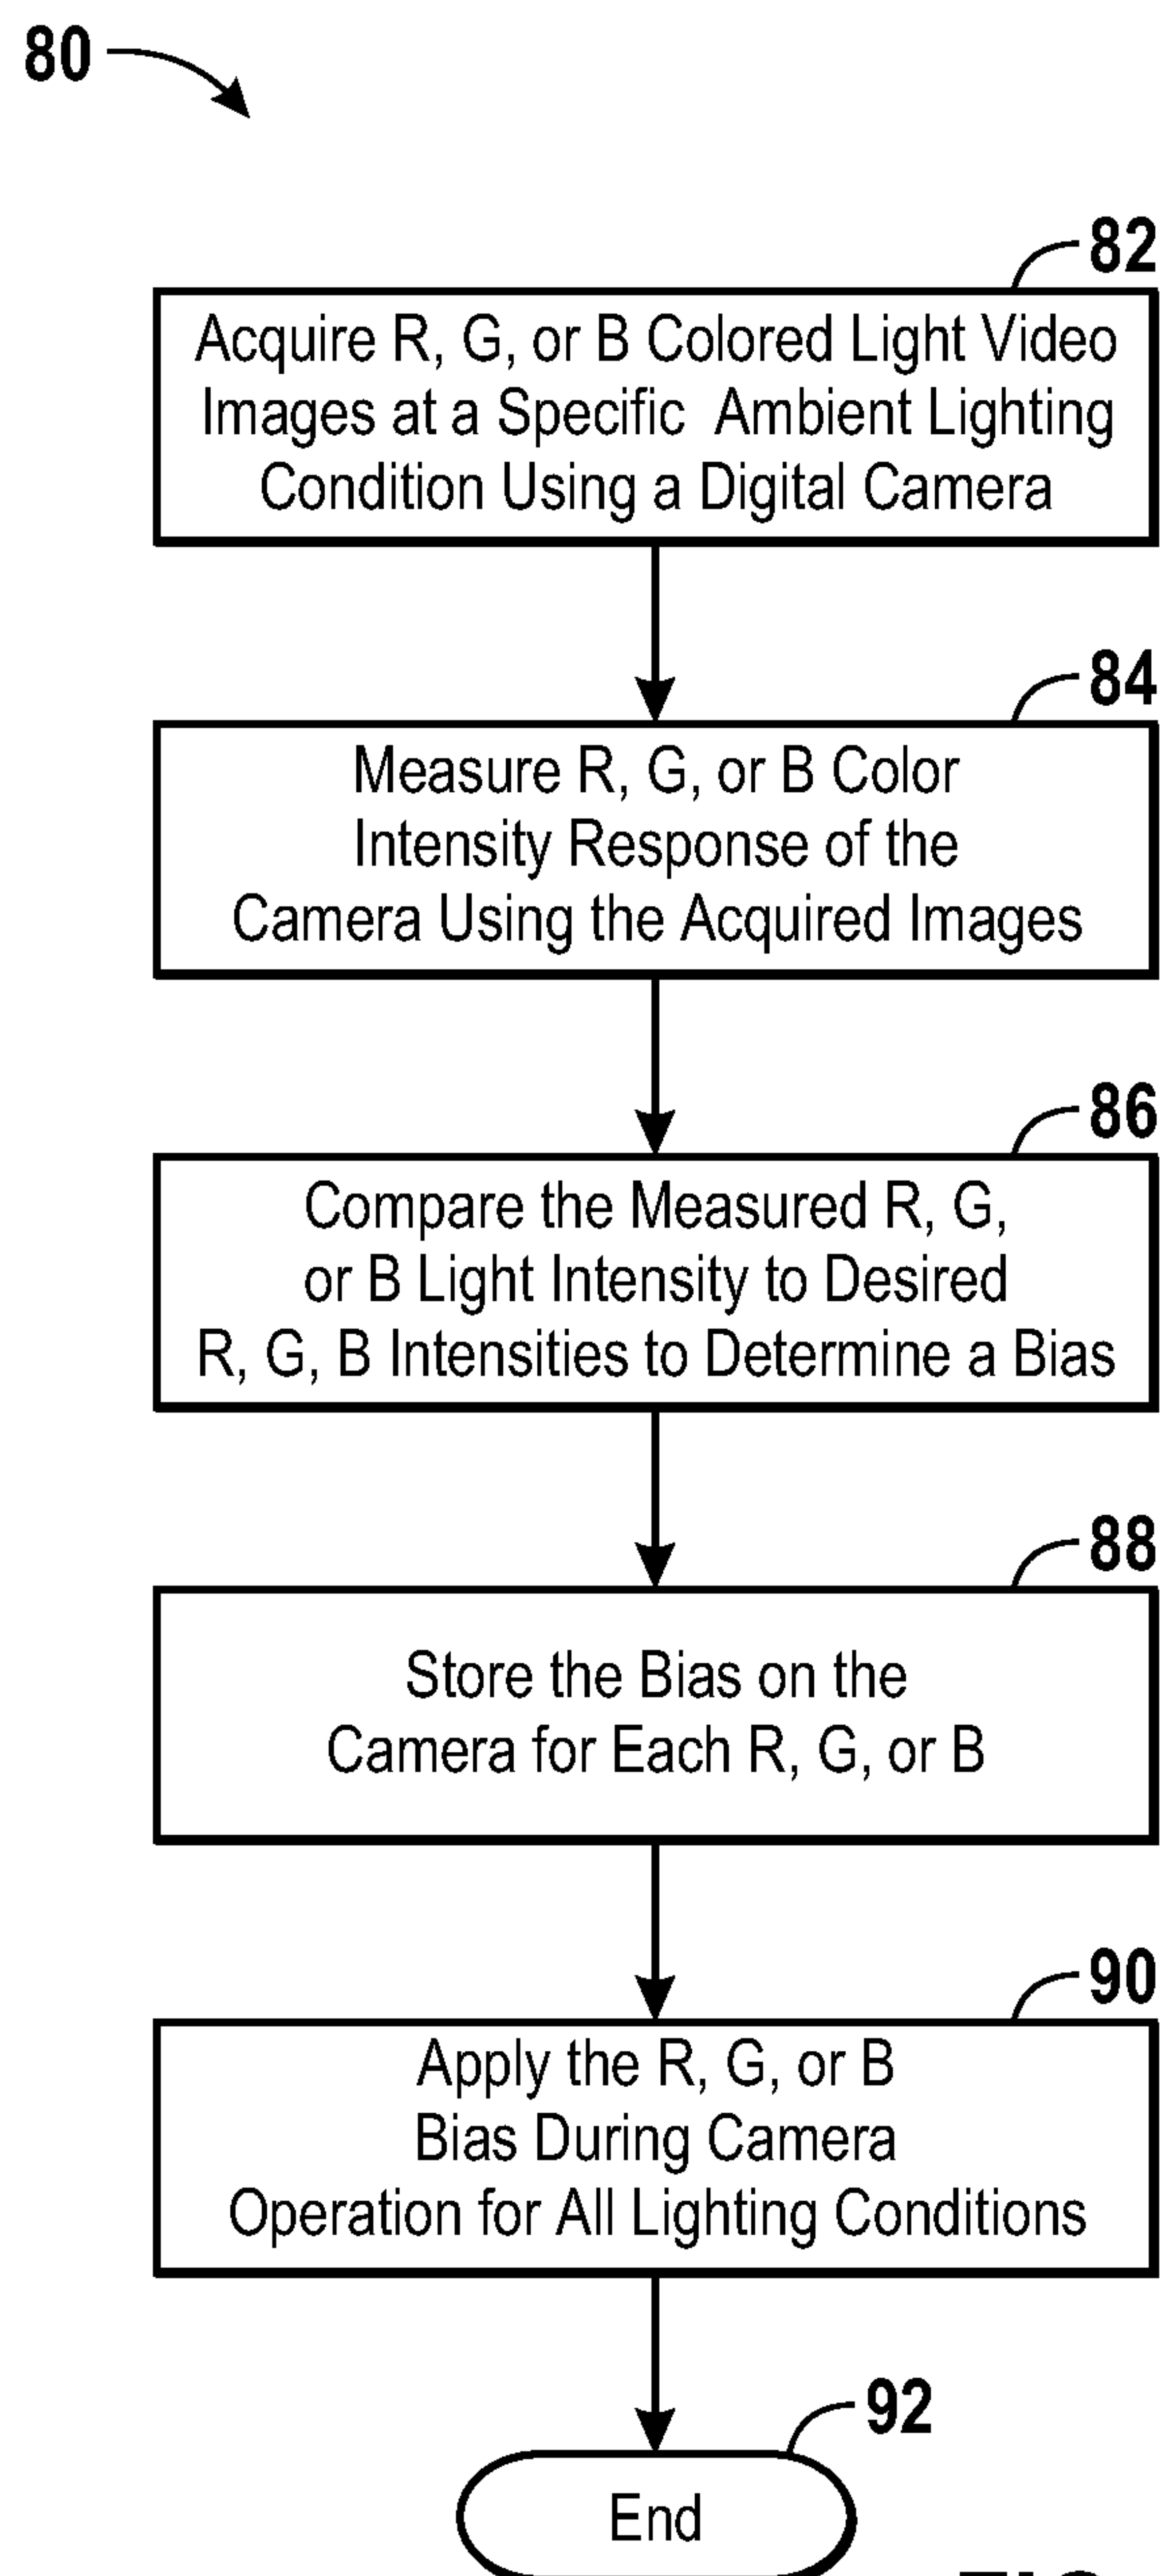 80
82
Acquire R, G, or B Colored Light Video
Images at a Specific Ambient Lighting
Condition Using a Digital Camera
84
Measure R, G, or B Color
Intensity Response of the
Camera Using the Acquired Images
86
Compare the Measured R, G,
or B Light Intensity to Desired
R, G, B Intensities to Determine a Bias
88
Store the Bias on the
Camera for Each R, G, or B
90
Apply the R, G, or B
Bias During Camera
Operation for All Lighting Conditions
92
End